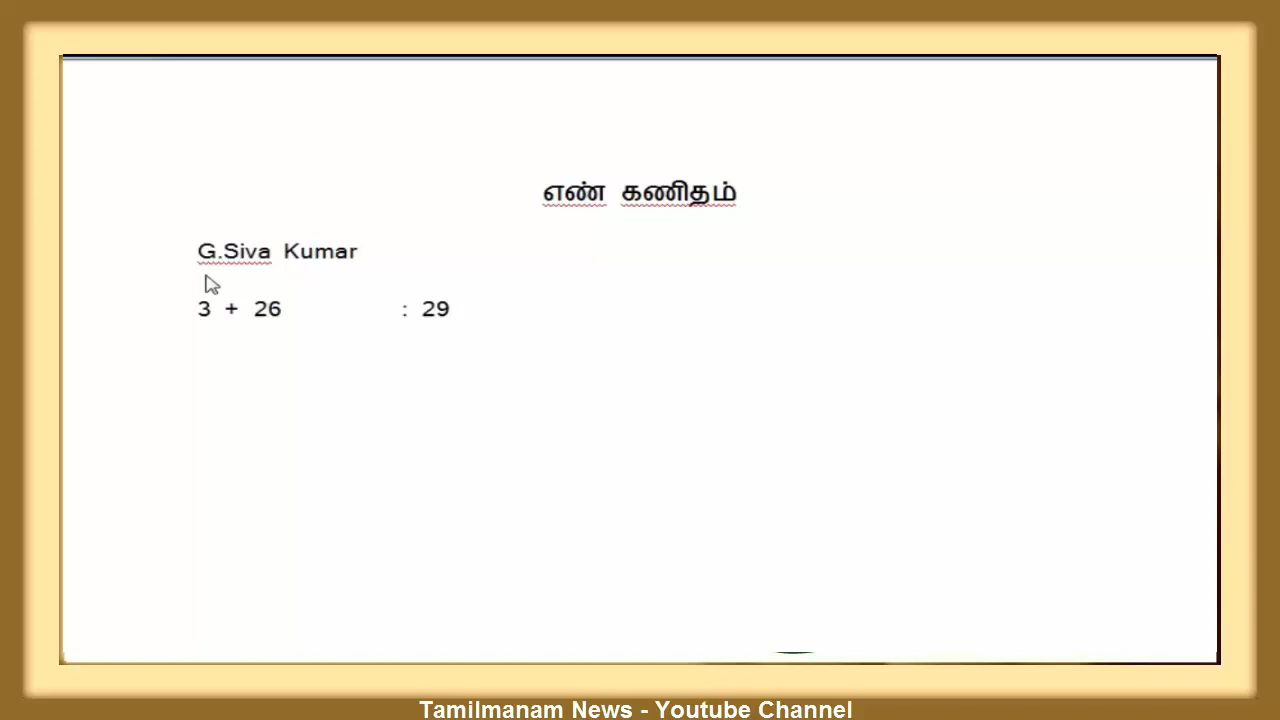 எண் கணிதம்
G.Siva Kumar
3 + 26 : 29
Tamilmanam News - Youtube Channel